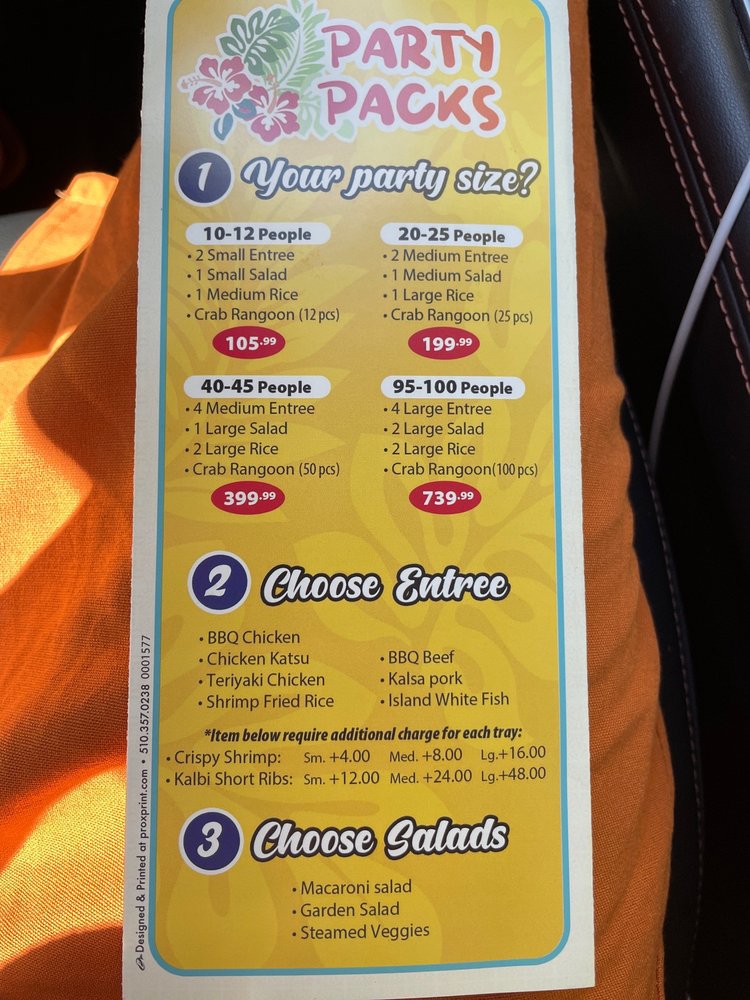 PARTY
PACKS
1 Your party size?
10-12 People
• 2 Small Entree
• 1 Small Salad
• 1 Medium Rice
• Crab Rangoon (12 pcs)
105.99
20-25 People
• 2 Medium Entree
• 1 Medium Salad
• 1 Large Rice
• Crab Rangoon (25 pcs)
199.99
40-45 People
• 4 Medium Entree
• 1 Large Salad
• 2 Large Rice
• Crab Rangoon (50 pcs)
399.99
95-100 People
• 4 Large Entree
• 2 Large Salad
• 2 Large Rice
• Crab Rangoon(100 pcs)
739.99
2 Choose Entree
• BBQ Chicken
• Chicken Katsu
• Teriyaki Chicken
• Shrimp Fried Rice
• BBQ Beef
• Kalsa pork
• Island White Fish
*Item below require additional charge for each tray:
• Crispy Shrimp: Sm. +4.00 Med. +8.00 Lg.+16.00
• Kalbi Short Ribs: Sm. +12.00 Med. +24.00 Lg.+48.00
3 Choose Salads
• Macaroni salad
• Garden Salad
• Steamed Veggies
Designed & Printed at proxprint.com • 510.357.0238 0001577